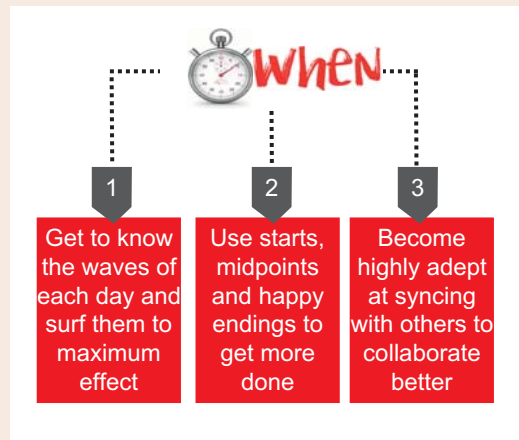 WHEN
1
Get to know
the waves of
each day and
surf them to
maximum
effect
2
Use starts,
midpoints
and happy
endings to
get more
done
3
Become
highly adept
at syncing
with others to
collaborate
better